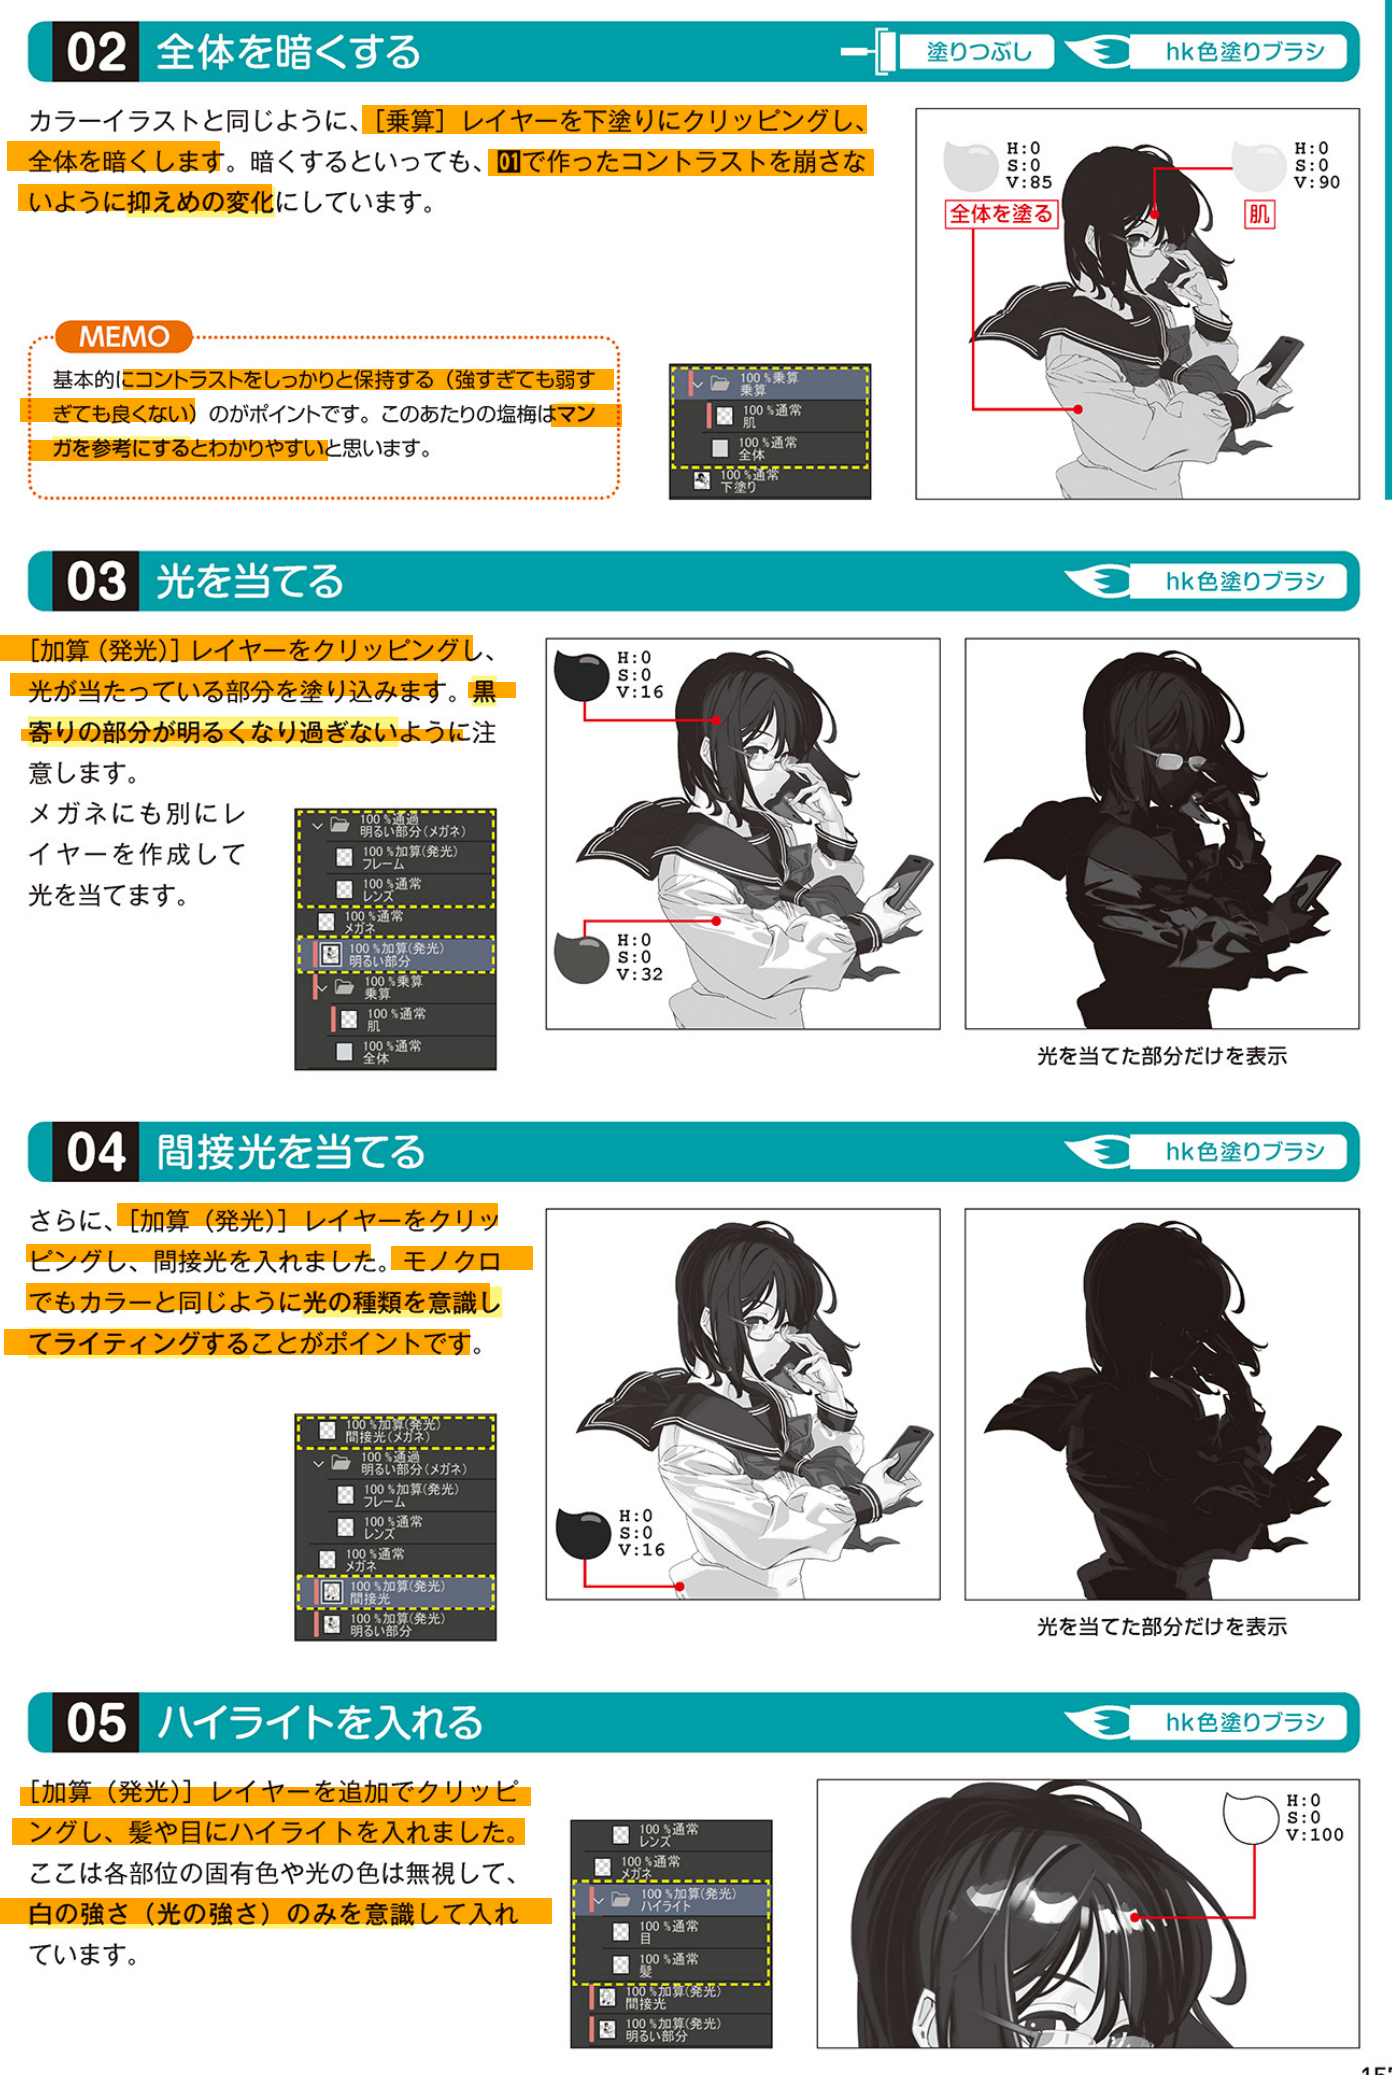 02 全体を暗くする
塗りつぶし
hk色塗りブラシ
カラーイラストと同じように、［乗算］レイヤーを下塗りにクリッピングし、
全体を暗くします。暗くするといっても、01で作ったコントラストを崩さな
いように抑えめの変化にしています。
MEMO
基本的にコントラストをしっかりと保持する（強すぎても弱す
ぎても良くない）のがポイントです。このあたりの塩梅はマン
ガを参考にするとわかりやすいと思います。
100 %乗算
乗算
100 %通常
肌
100 %通常
全体
100 %通常
下塗り
H:0
S:0
V:85
全体を塗る
H:0
S:0
V:90
肌
03 光を当てる
hk色塗りブラシ
［加算（発光）］レイヤーをクリッピングし、
光が当たっている部分を塗り込みます。黒
寄りの部分が明るくなり過ぎないように注
意します。
メガネにも別にレ
イヤーを作成して
光を当てます。
100 %通過
明るい部分(メガネ)
100 %加算(発光)
フレーム
100 %通常
レンズ
100 %通常
メガネ
100 %加算(発光)
明るい部分
100 %乗算
乗算
100 %通常
肌
100 %通常
全体
H:0
S:0
V:16
H:0
S:0
V:32
光を当てた部分だけを表示
04 間接光を当てる
hk色塗りブラシ
さらに、［加算（発光）］レイヤーをクリッ
ピングし、間接光を入れました。モノクロ
でもカラーと同じように光の種類を意識し
てライティングすることがポイントです。
100 %加算(発光)
間接光(メガネ)
100 %通過
明るい部分(メガネ)
100 %加算(発光)
フレーム
100 %通常
レンズ
100 %通常
メガネ
100 %加算(発光)
間接光
100 %加算(発光)
明るい部分
H:0
S:0
V:16
光を当てた部分だけを表示
05 ハイライトを入れる
hk色塗りブラシ
［加算（発光）］レイヤーを追加でクリッピ
ングし、髪や目にハイライトを入れました。
ここは各部位の固有色や光の色は無視して、
白の強さ（光の強さ）のみを意識して入れ
ています。
100 %通常
レンズ
100 %通常
メガネ
100 %加算(発光)
ハイライト
100 %通常
目
100 %通常
髪
100 %加算(発光)
間接光
100 %加算(発光)
明るい部分
H:0
S:0
V:100